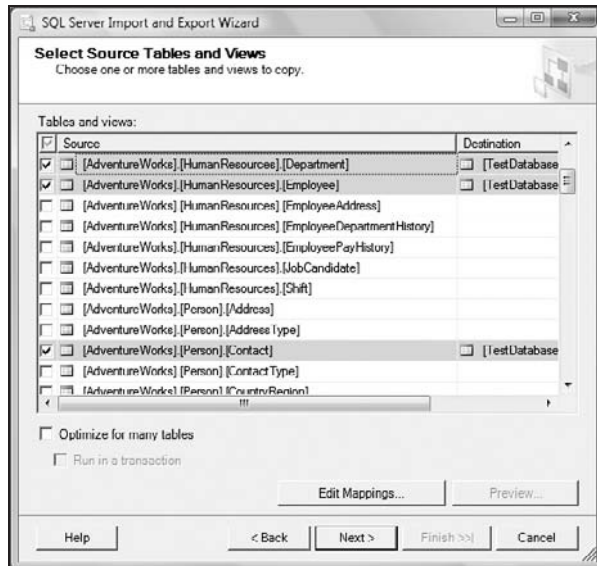 SQL Server Import and Export Wizard
Select Source Tables and Views
Choose one or more tables and views to copy.
Tables and views:
Source Destination
[AdventureWorks].[HumanResources].[Department] [TestDatabase
[AdventureWorks].[HumanResources].[Employee] [TestDatabase
[AdventureWorks].[HumanResources].[EmployeeAddress]
[AdventureWorks].[HumanResources].[EmployeeDepartmentHistory]
[AdventureWorks].[HumanResources].[EmployeePayHistory]
[AdventureWorks].[HumanResources].[JobCandidate]
[AdventureWorks].[HumanResources].[Shift]
[AdventureWorks].[Person].[Address]
[AdventureWorks].[Person].[AddressType]
[AdventureWorks].[Person].[Contact] [TestDatabase
[AdventureWorks].[Person].[ContactType]
[AdventureWorks].[Person].[CountryRegion]
Optimize for many tables
Run in a transaction
Edit Mappings... Preview...
Help < Back Next > Finish >>| Cancel